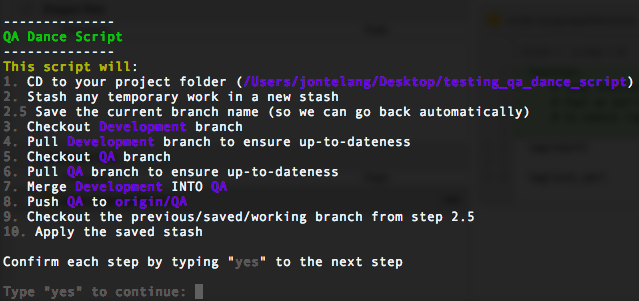 --------------
QA Dance Script
--------------
This script will:
1. CD to your project folder (/Users/jontelang/Desktop/testing_qa_dance_script)
2. Stash any temporary work in a new stash
2.5 Save the current branch name (so we can go back automatically)
3. Checkout Development branch
4. Pull Development branch to ensure up-to-dateness
5. Checkout QA branch
6. Pull QA branch to ensure up-to-dateness
7. Merge Development INTO QA
8. Push QA to origin/QA
9. Checkout the previous/saved/working branch from step 2.5
10. Apply the saved stash
Confirm each step by typing "yes" to the next step
Type "yes" to continue: